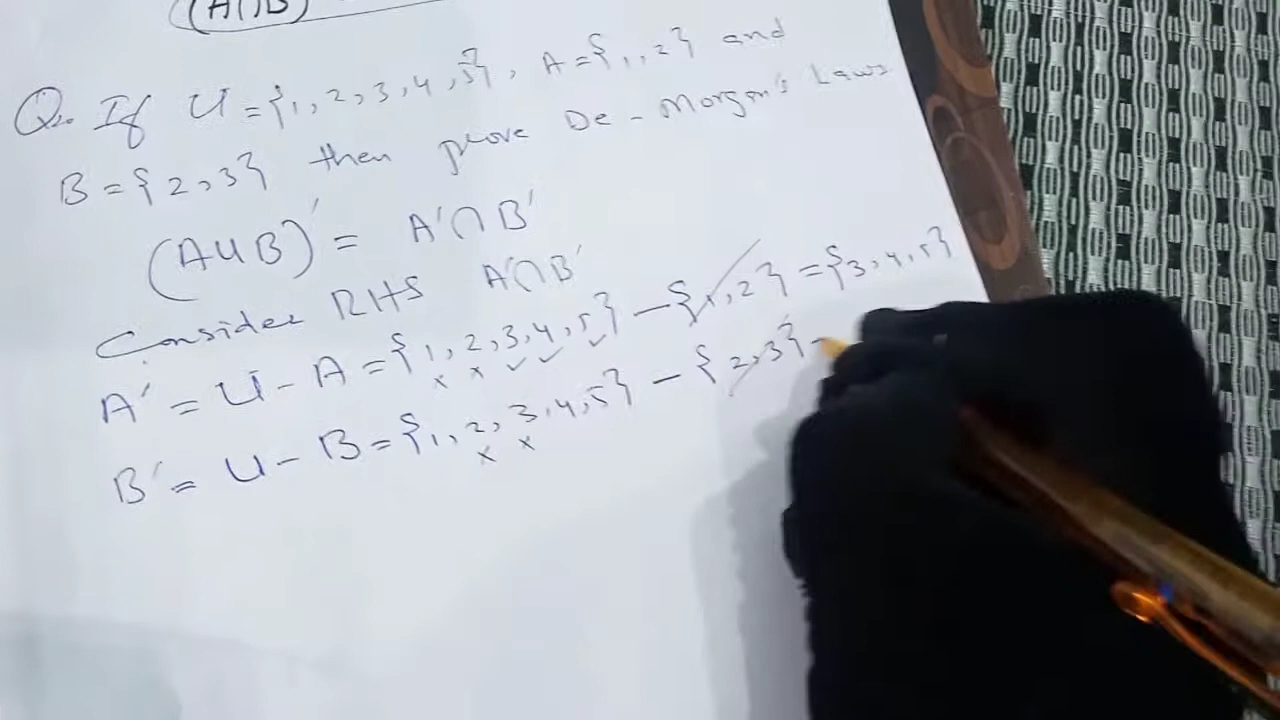 (A∩B)
Q. If U = {1, 2, 3, 4, 5}, A = {1, 2} and
B = {2, 3} then prove De-Morgan's Laws
(A∪B)' = A'∩B'
Consider RHS A'∩B'
A' = U - A = {1, 2, 3, 4, 5} - {1, 2} = {3, 4, 5}
B' = U - B = {1, 2, 3, 4, 5} - {2, 3}